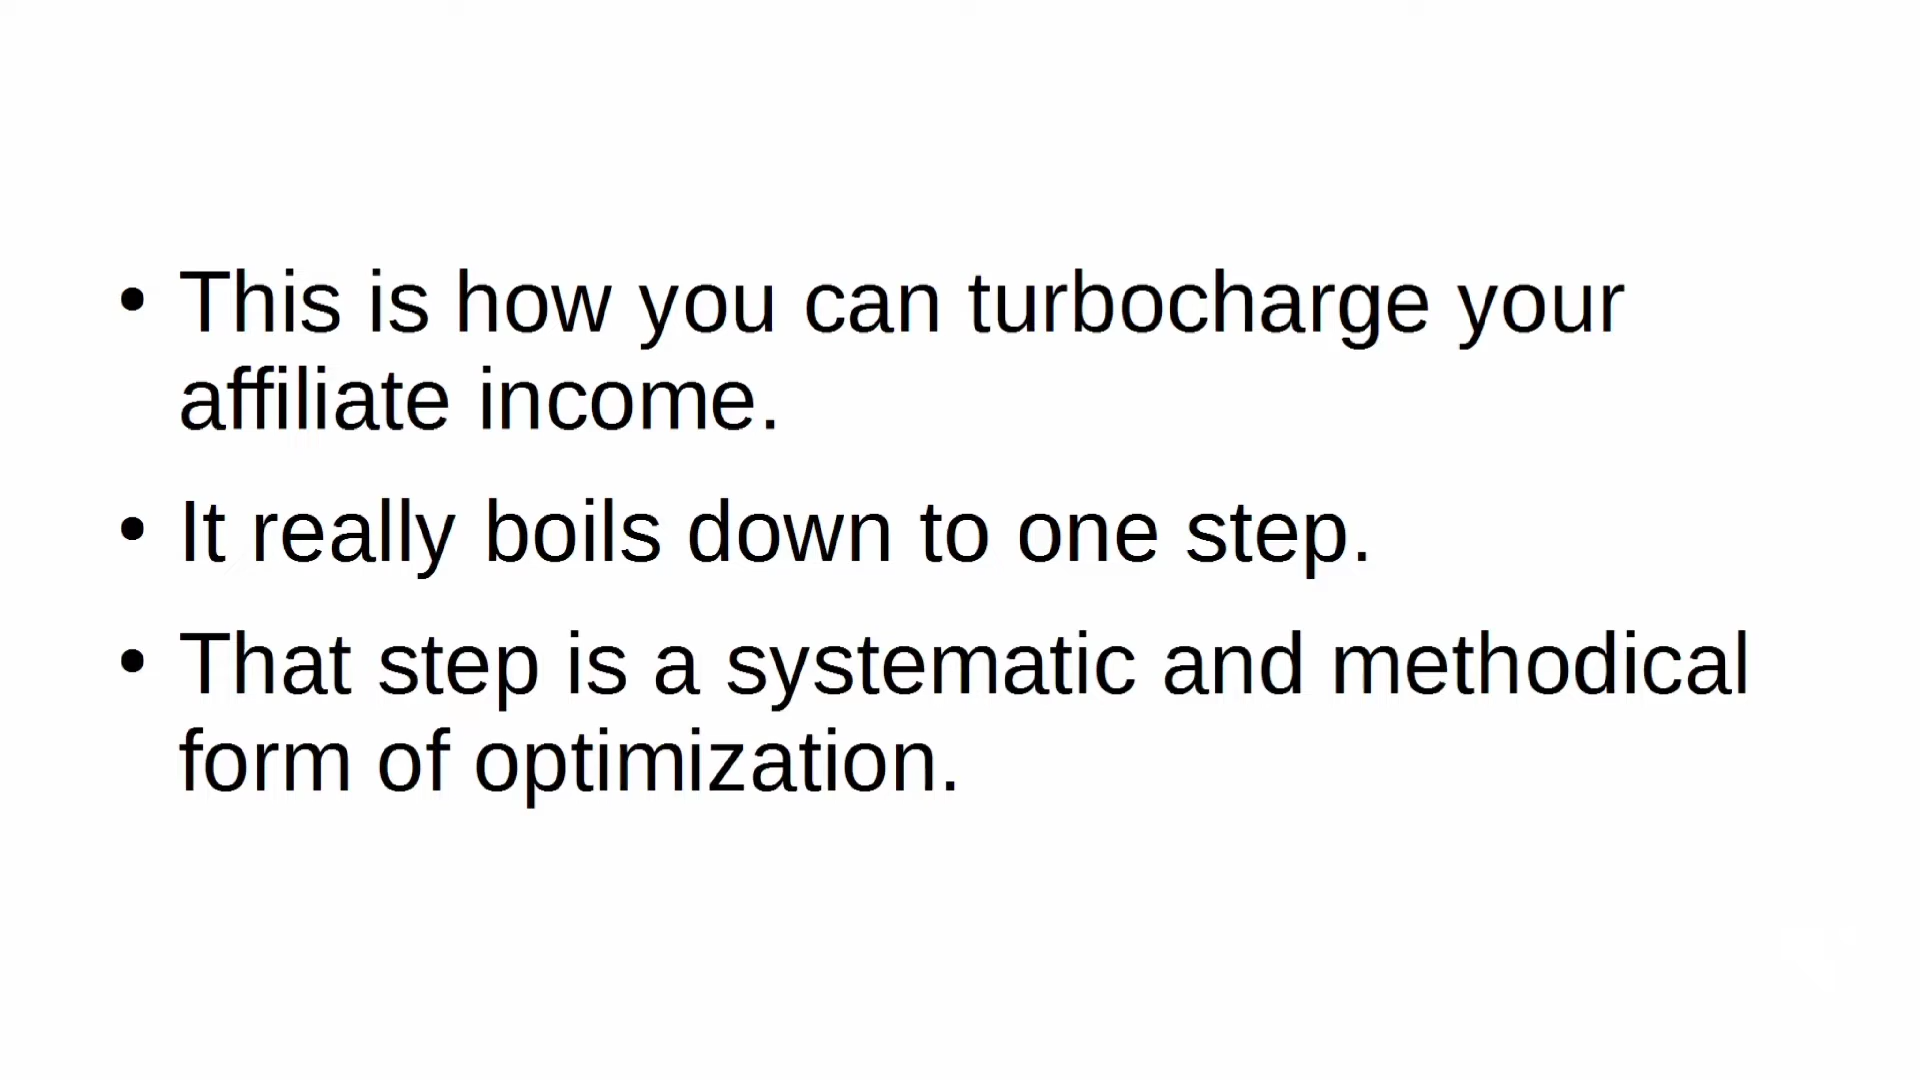 • This is how you can turbocharge your
affiliate income.
• It really boils down to one step.
• That step is a systematic and methodical
form of optimization.